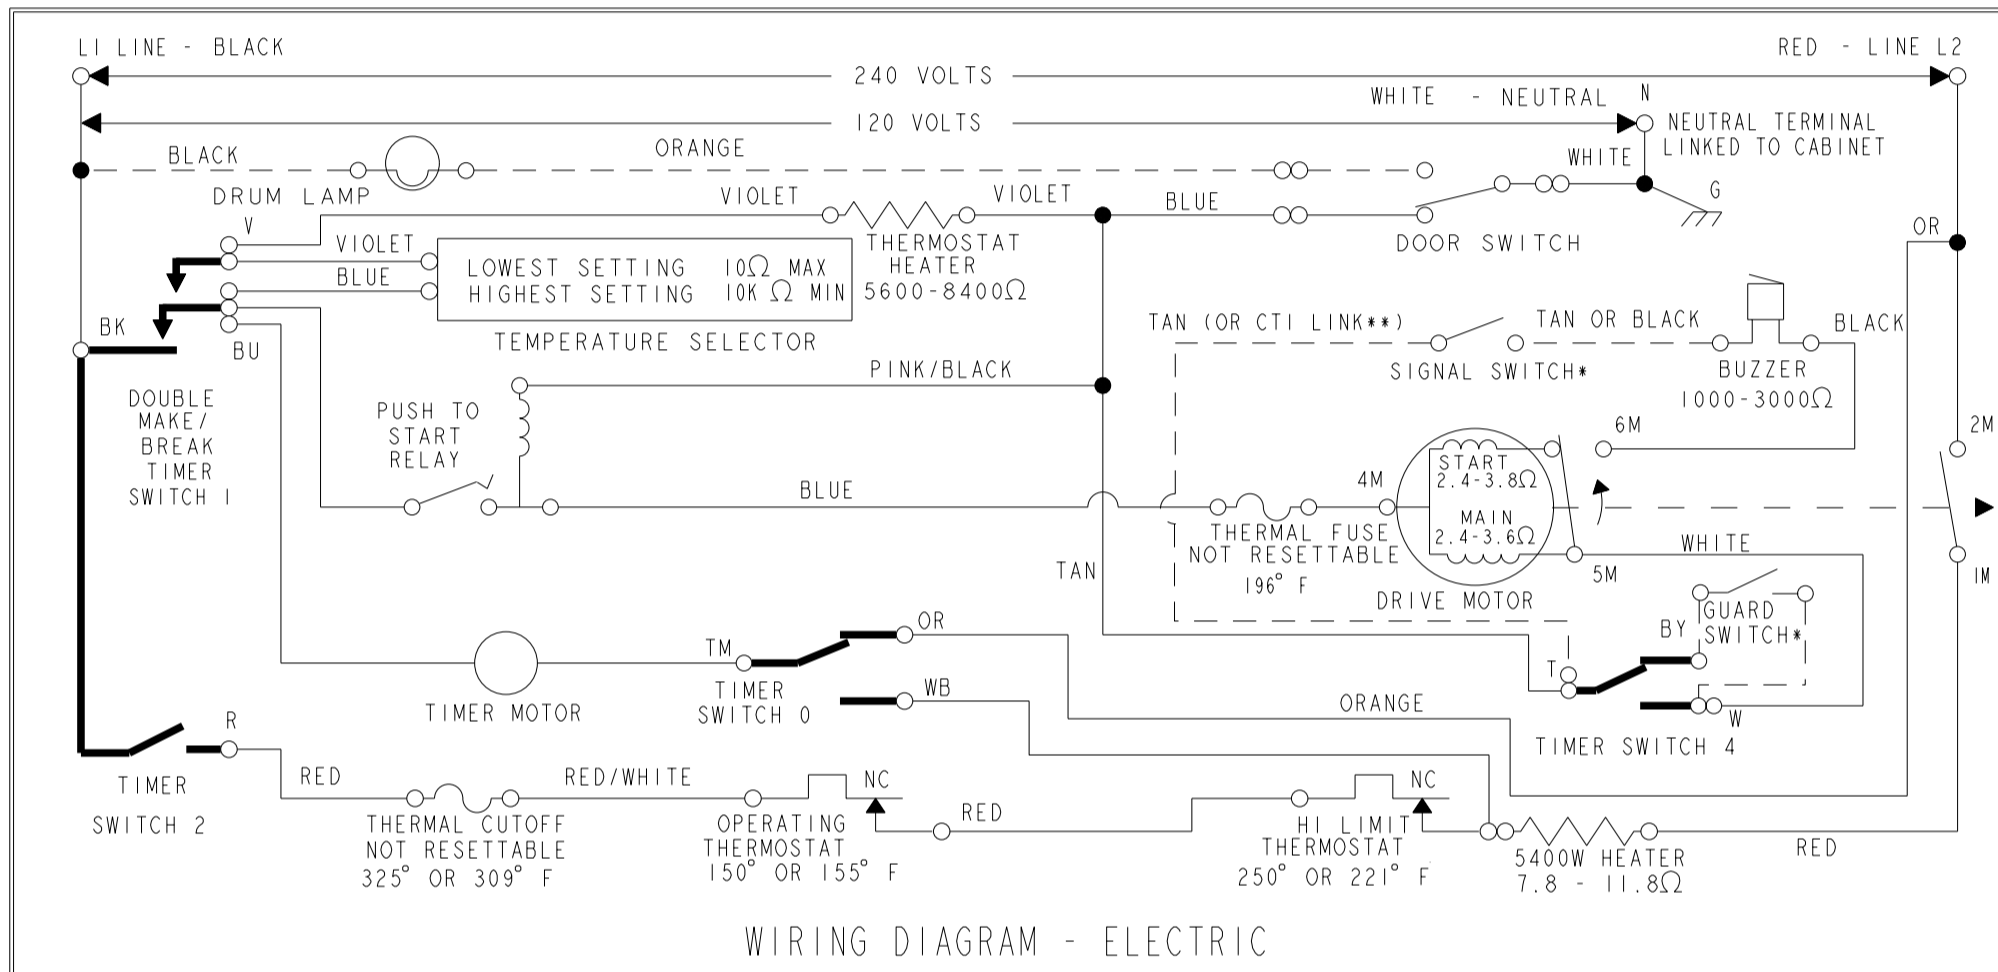 LI LINE - BLACK
RED - LINE L2
240 VOLTS
WHITE - NEUTRAL N
120 VOLTS
NEUTRAL TERMINAL
LINKED TO CABINET
BLACK
ORANGE
WHITE
DRUM LAMP
VIOLET
VIOLET
BLUE
G
V
VIOLET
THERMOSTAT
HEATER
5600-8400Ω
DOOR SWITCH
OR
LOWEST SETTING 10Ω MAX
HIGHEST SETTING 10K Ω MIN
BLUE
TEMPERATURE SELECTOR
BK
BU
TAN (OR CTI LINK**)
TAN OR BLACK
BLACK
SIGNAL SWITCH*
BUZZER
1000-3000Ω
DOUBLE
MAKE/
BREAK
TIMER
SWITCH 1
PINK/BLACK
PUSH TO
START
RELAY
6M
2M
BLUE
4M
START
2.4-3.8Ω
MAIN
2.4-3.6Ω
THERMAL FUSE
NOT RESETTABLE
196° F
WHITE
5M
1M
TAN
DRIVE MOTOR
GUARD
SWITCH*
BY
OR
TM
TIMER MOTOR
TIMER
SWITCH 0
WB
T
W
ORANGE
TIMER SWITCH 4
R
TIMER
SWITCH 2
RED
RED/WHITE
NC
RED
NC
THERMAL CUTOFF
NOT RESETTABLE
325° OR 309° F
OPERATING
THERMOSTAT
150° OR 155° F
HI LIMIT
THERMOSTAT
250° OR 221° F
5400W HEATER
7.8 - 11.8Ω
RED
WIRING DIAGRAM - ELECTRIC